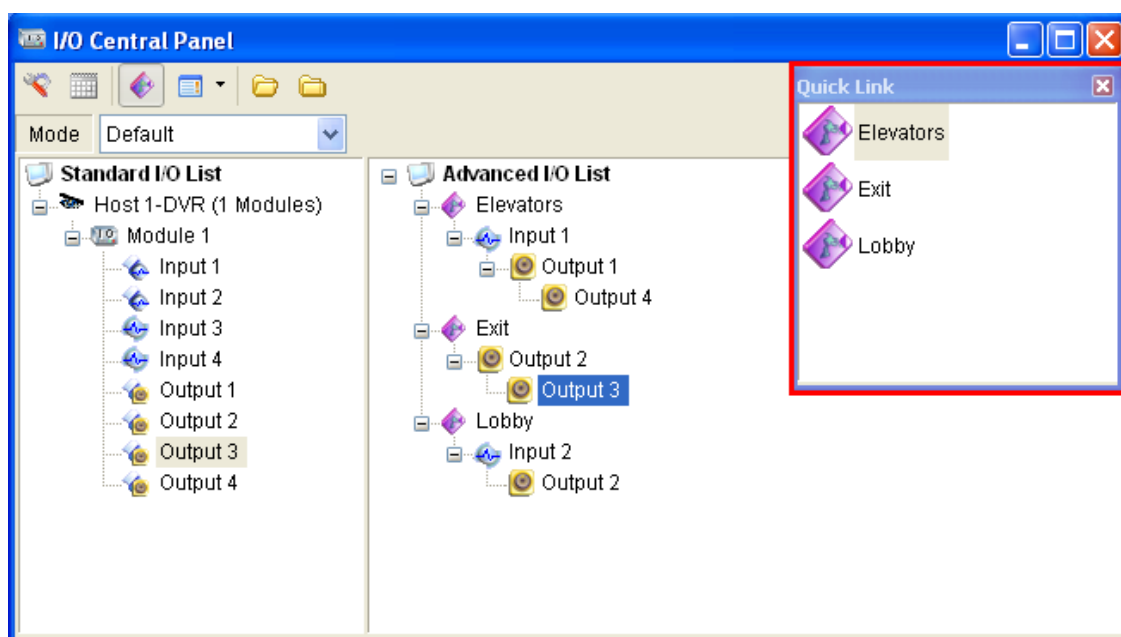 I/O Central Panel
Mode Default
Standard I/O List
Host 1-DVR (1 Modules)
Module 1
Input 1
Input 2
Input 3
Input 4
Output 1
Output 2
Output 3
Output 4
Advanced I/O List
Elevators
Input 1
Output 1
Output 4
Exit
Output 2
Output 3
Lobby
Input 2
Output 2
Quick Link
Elevators
Exit
Lobby